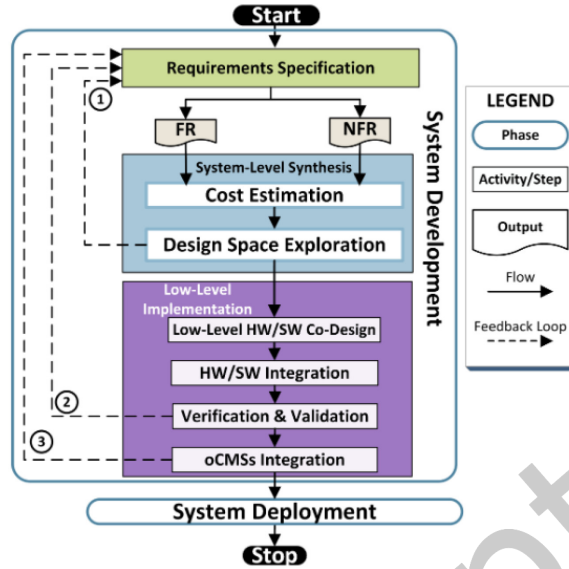 Start
Requirements Specification
1
FR
NFR
System-Level Synthesis
Cost Estimation
Design Space Exploration
Low-Level
Implementation
Low-Level HW/SW Co-Design
HW/SW Integration
2
Verification & Validation
3
oCMSs Integration
System Development
System Deployment
Stop
LEGEND
Phase
Activity/Step
Output
Flow
Feedback Loop